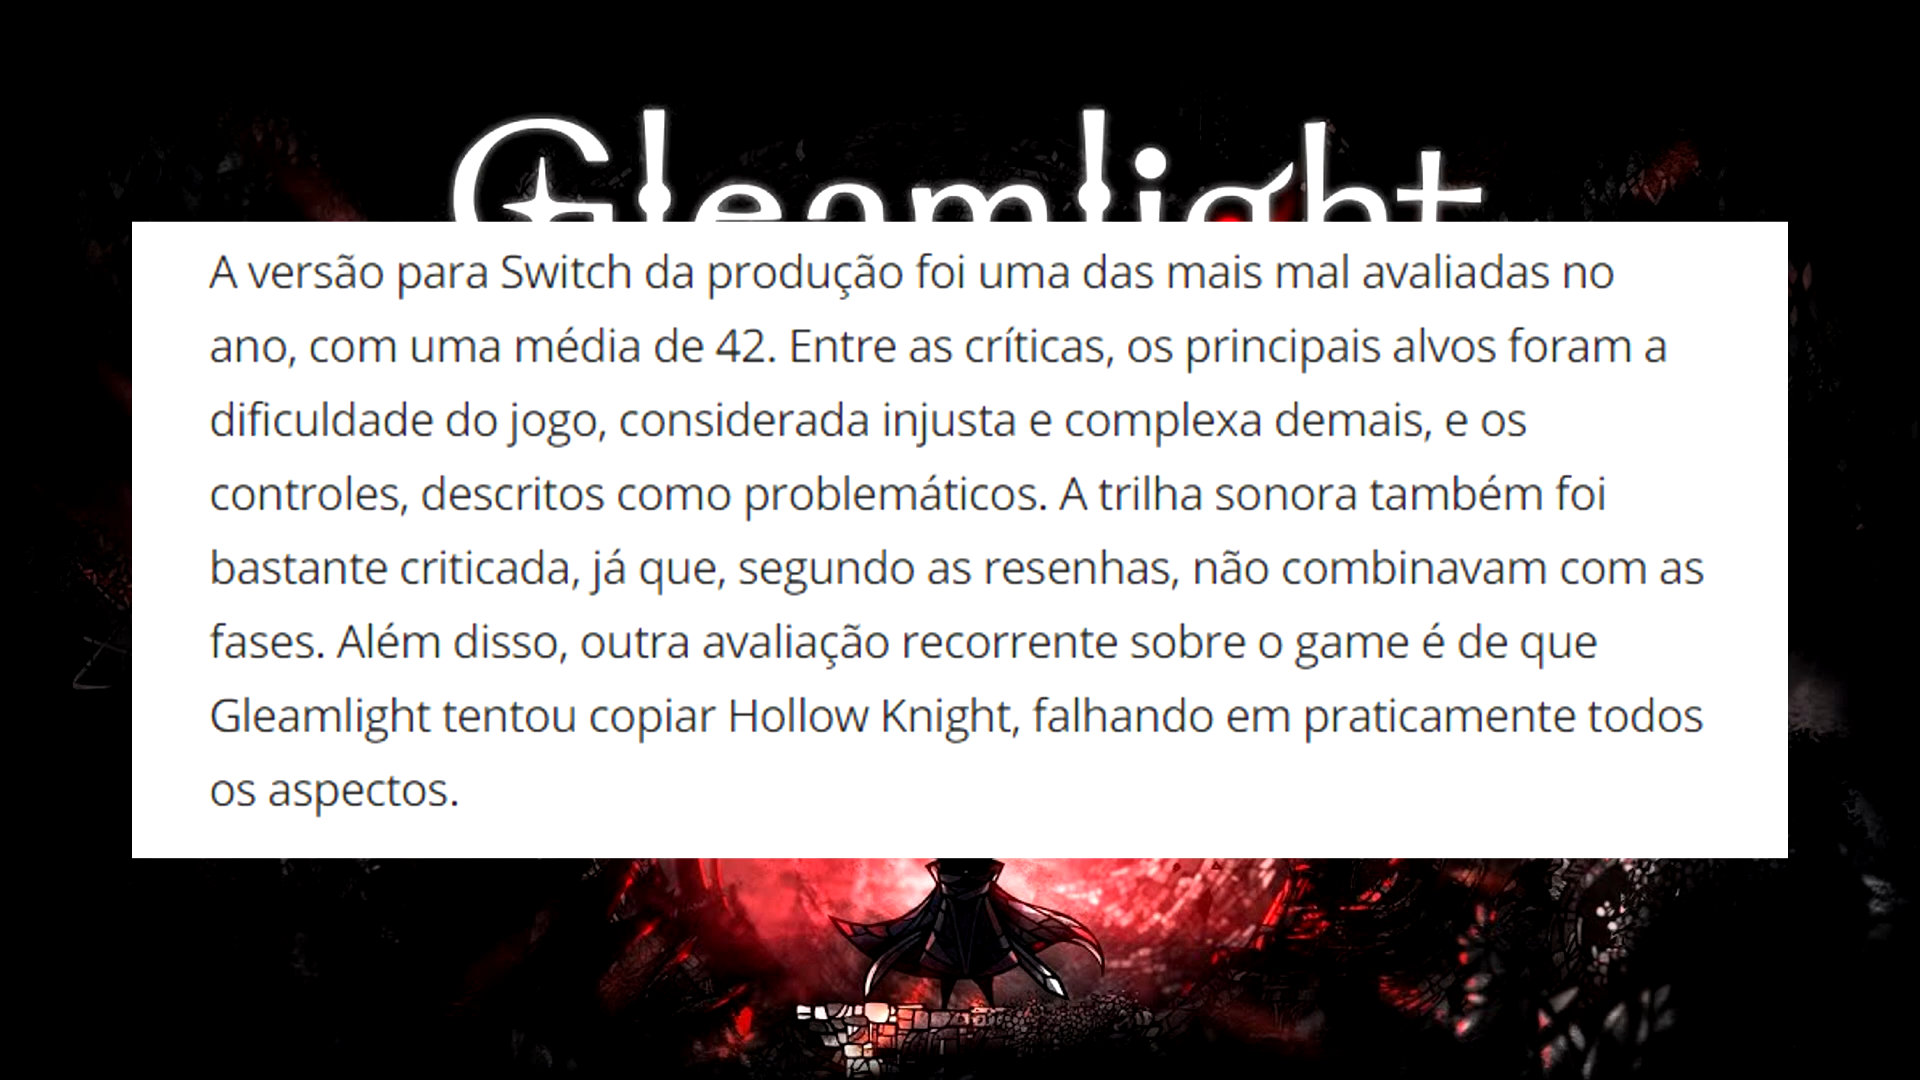 Gleamlight
A versão para Switch da produção foi uma das mais mal avaliadas no
ano, com uma média de 42. Entre as críticas, os principais alvos foram a
dificuldade do jogo, considerada injusta e complexa demais, e os
controles, descritos como problemáticos. A trilha sonora também foi
bastante criticada, já que, segundo as resenhas, não combinavam com as
fases. Além disso, outra avaliação recorrente sobre o game é de que
Gleamlight tentou copiar Hollow Knight, falhando em praticamente todos
os aspectos.